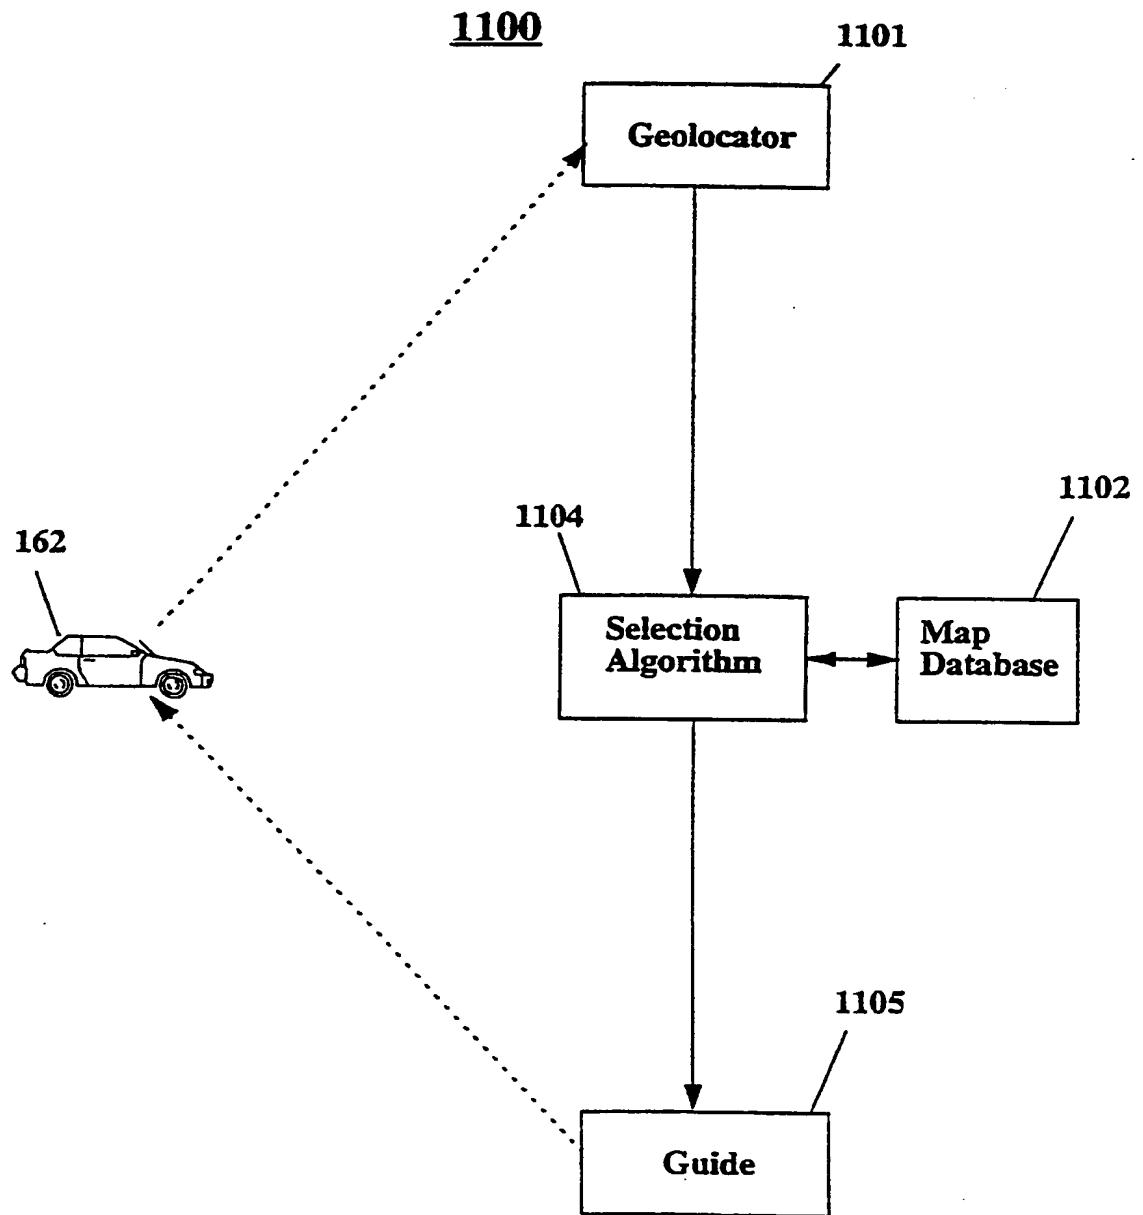 1100
1101
Geolocator
1104
1102
162
Selection
Algorithm
Map
Database
1105
Guide